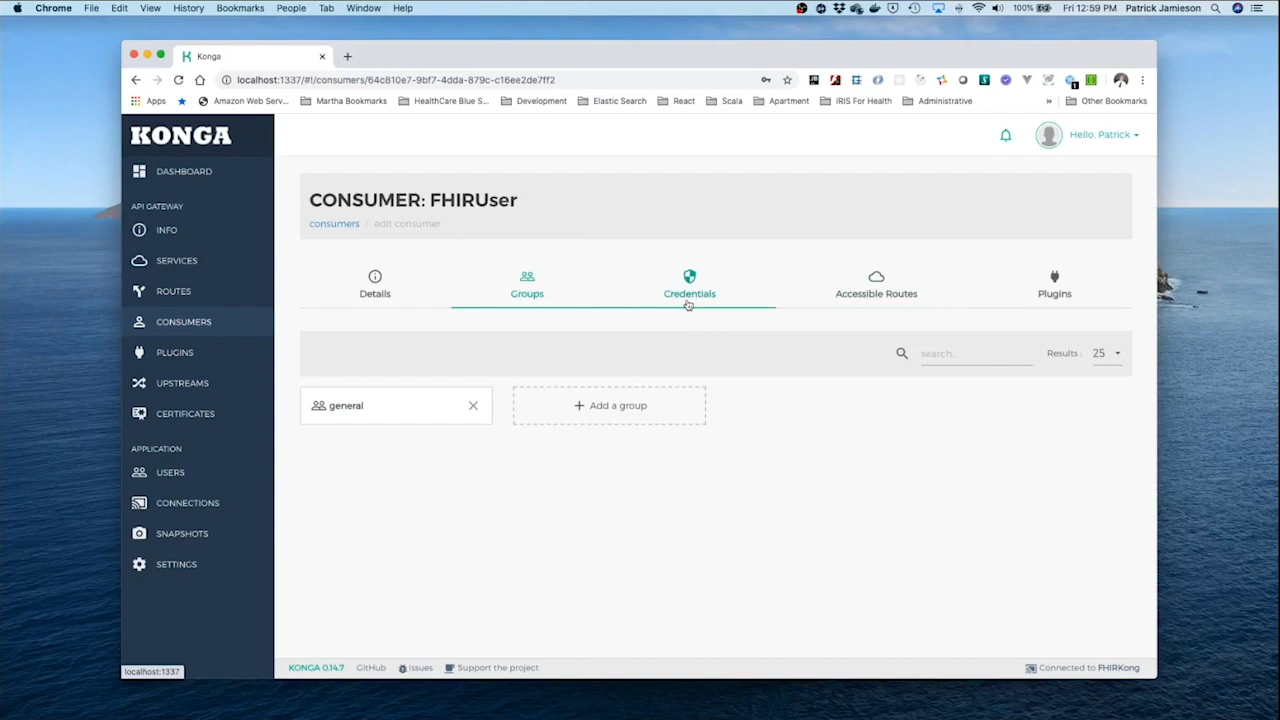 Chrome File Edit View History Bookmarks People Tab Window Help
100% Fri 12:59 PM Patrick Jamieson
Konga
localhost:1337/#!/consumers/64c810e7-9bf7-4dda-879c-c16ee2de7ff2
Apps Amazon Web Serv... Martha Bookmarks HealthCare Blue S... Development Elastic Search React Scala Apartment IRIS For Health Administrative » Other Bookmarks
KONGA
Hello, Patrick
DASHBOARD
API GATEWAY
INFO
SERVICES
ROUTES
CONSUMERS
PLUGINS
UPSTREAMS
CERTIFICATES
APPLICATION
USERS
CONNECTIONS
SNAPSHOTS
SETTINGS
CONSUMER: FHIRUser
consumers / edit consumer
Details Groups Credentials Accessible Routes Plugins
search... Results : 25
general
+ Add a group
localhost:1337
KONGA 0.14.7 GitHub Issues Support the project
Connected to FHIRKong